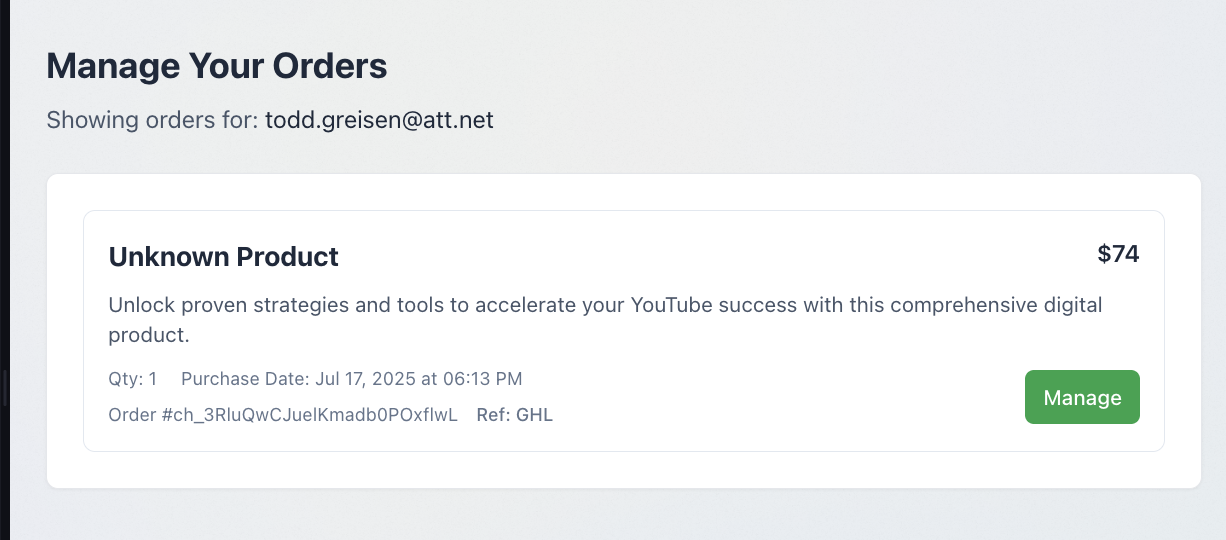 Manage Your Orders
Showing orders for: todd.greisen@att.net
Unknown Product
$74
Unlock proven strategies and tools to accelerate your YouTube success with this comprehensive digital
product.
Qty: 1 Purchase Date: Jul 17, 2025 at 06:13 PM
Order #ch_3RluQwCJuelKmadb0POxflwL Ref: GHL
Manage